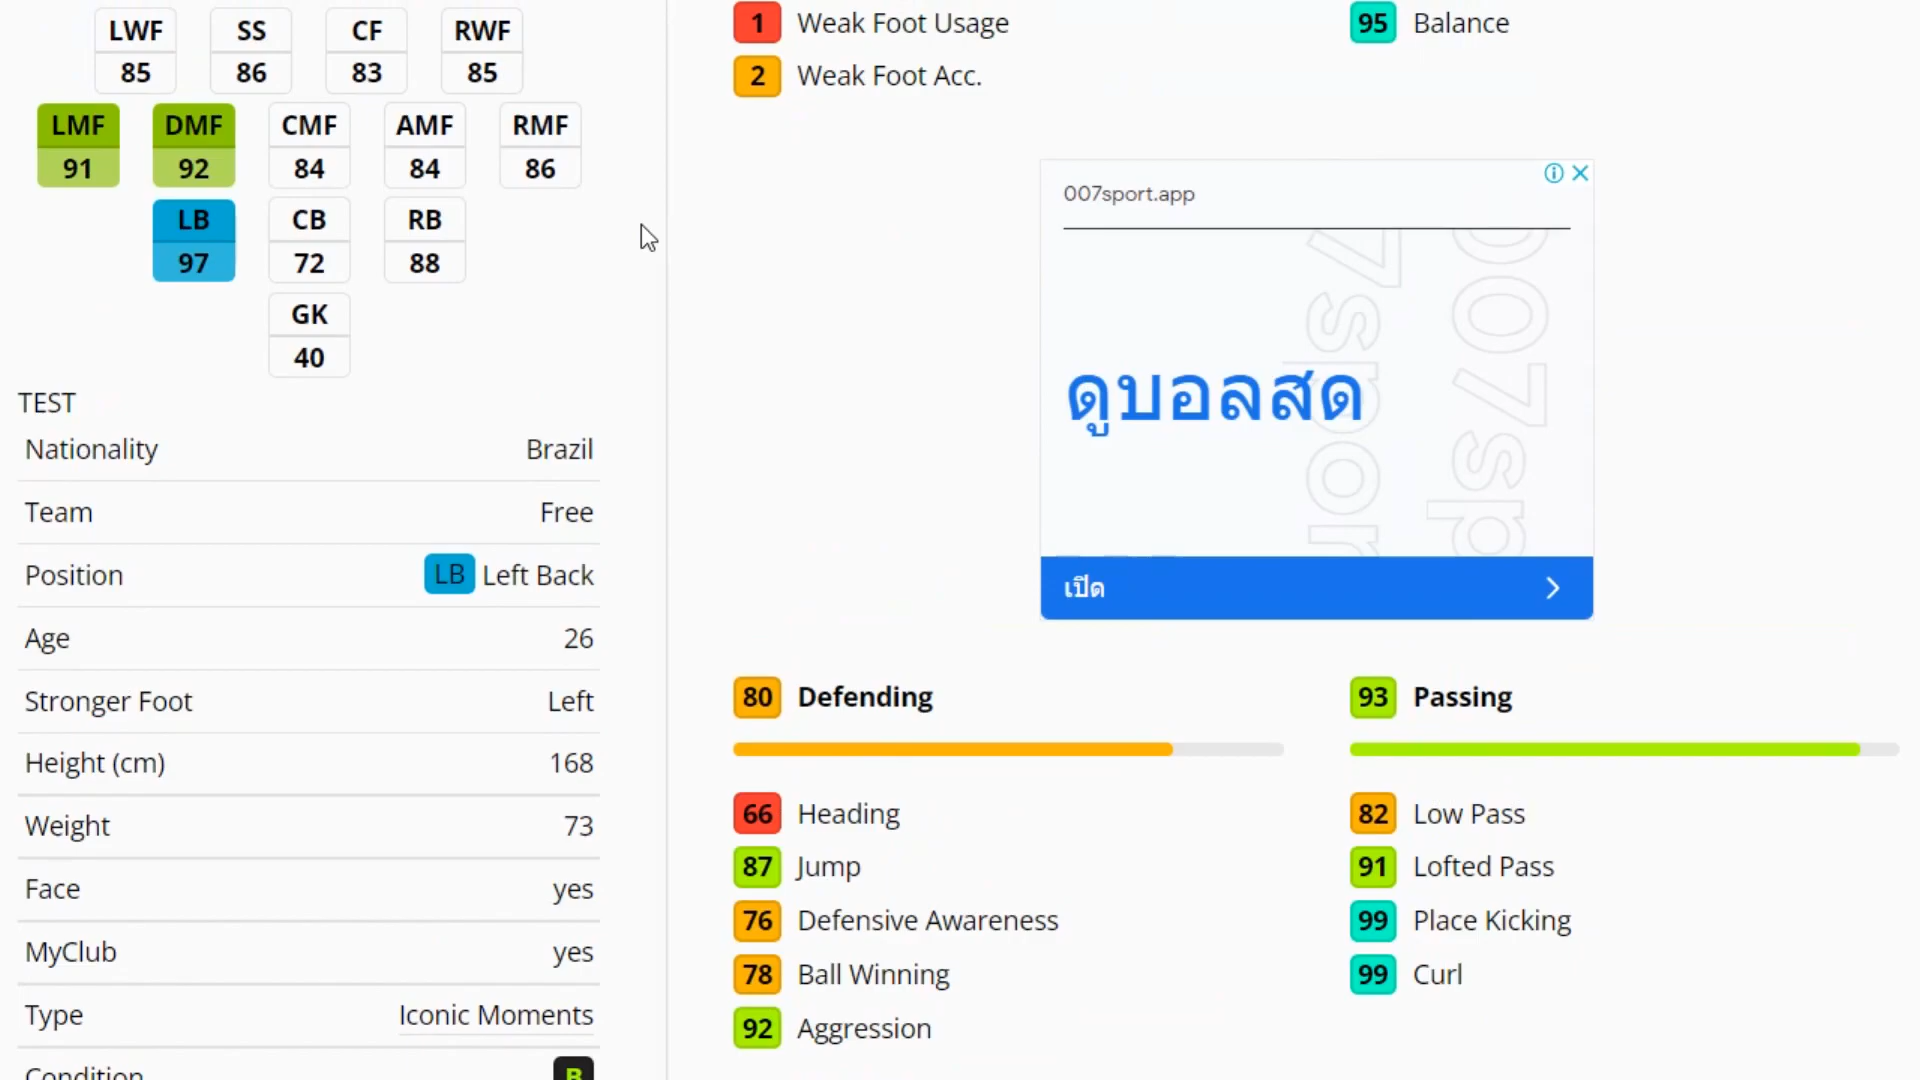 LWF SS CF RWF
85 86 83 85
LMF DMF CMF AMF RMF
91 92 84 84 86
LB CB RB
97 72 88
GK
40
TEST
Nationality Brazil
Team Free
Position LB Left Back
Age 26
Stronger Foot Left
Height (cm) 168
Weight 73
Face yes
MyClub yes
Type Iconic Moments
Condition B
1 Weak Foot Usage
2 Weak Foot Acc.
95 Balance
007sport.app
7spor
007sp
ดูบอลสด
เปิด
80 Defending
66 Heading
87 Jump
76 Defensive Awareness
78 Ball Winning
92 Aggression
93 Passing
82 Low Pass
91 Lofted Pass
99 Place Kicking
99 Curl